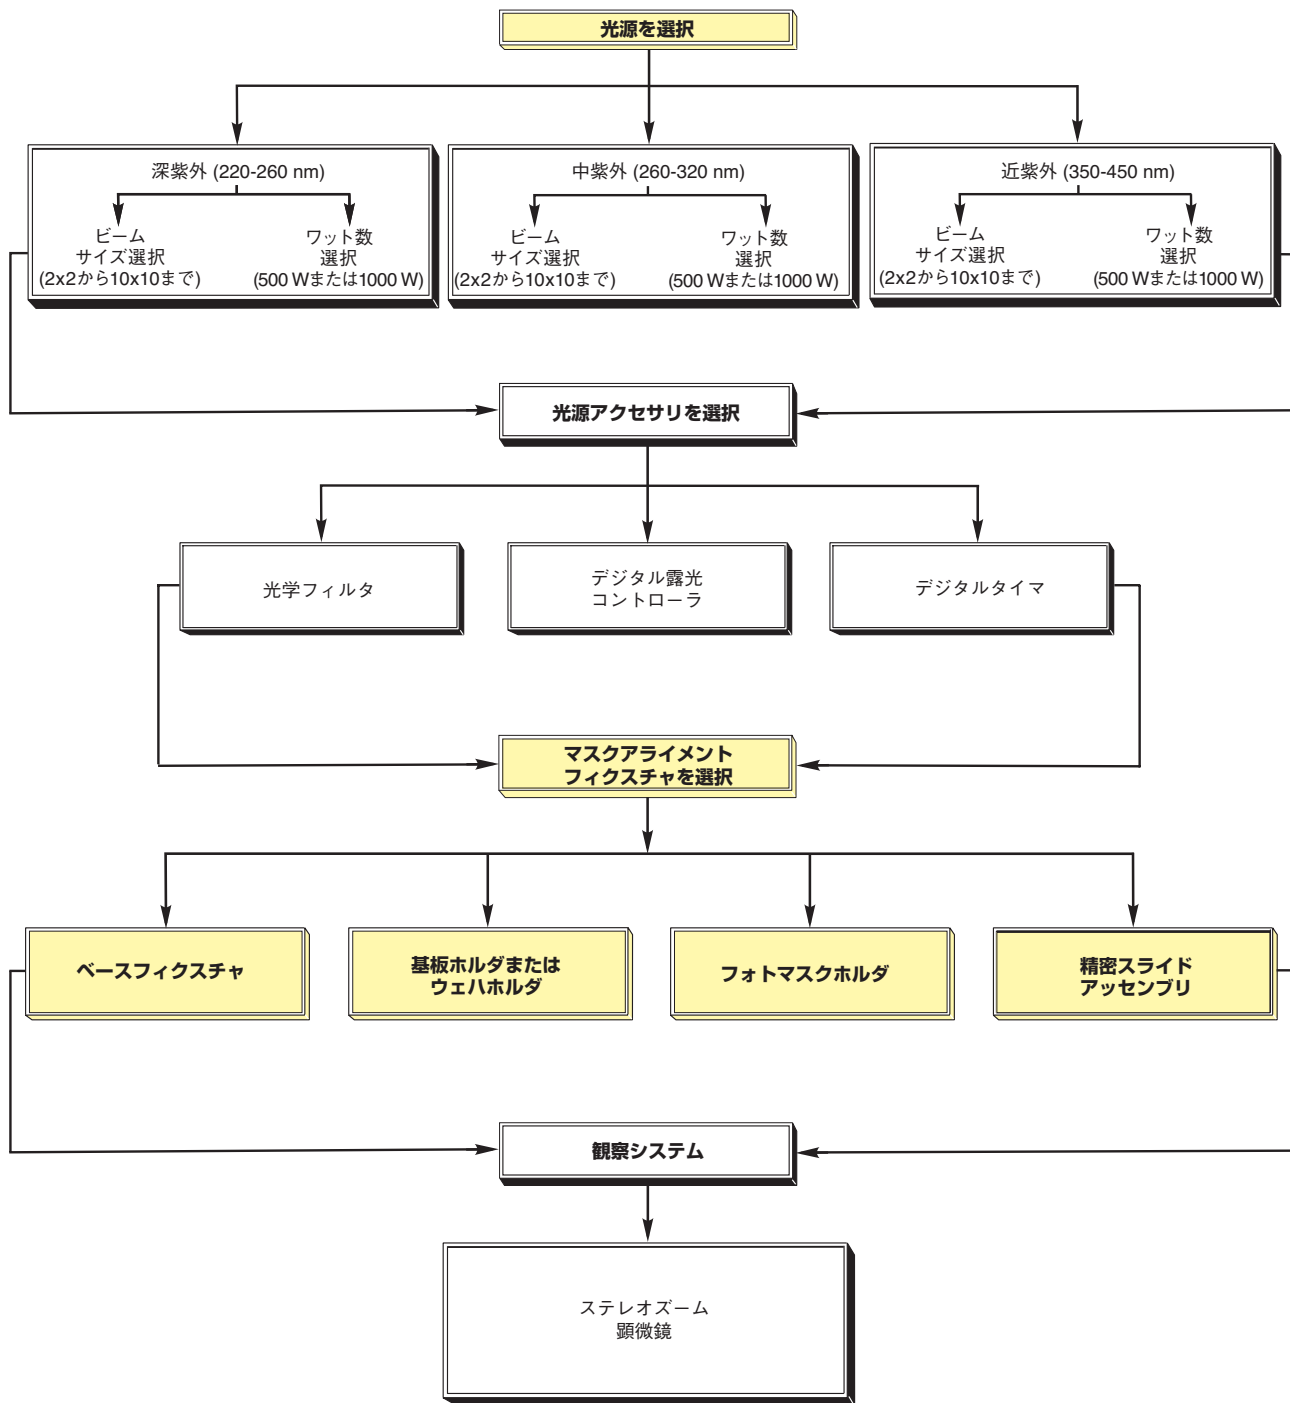 光源を選択
深紫外 (220-260 nm)
ビーム
サイズ選択
(2x2から10x10まで)
ワット数
選択
(500 Wまたは1000 W)
中紫外 (260-320 nm)
ビーム
サイズ選択
(2x2から10x10まで)
ワット数
選択
(500 Wまたは1000 W)
近紫外 (350-450 nm)
ビーム
サイズ選択
(2x2から10x10まで)
ワット数
選択
(500 Wまたは1000 W)
光源アクセサリを選択
光学フィルタ
デジタル露光
コントローラ
デジタルタイマ
マスクアライメント
フィクスチャを選択
ベースフィクスチャ
基板ホルダまたは
ウェハホルダ
フォトマスクホルダ
精密スライド
アッセンブリ
観察システム
ステレオズーム
顕微鏡